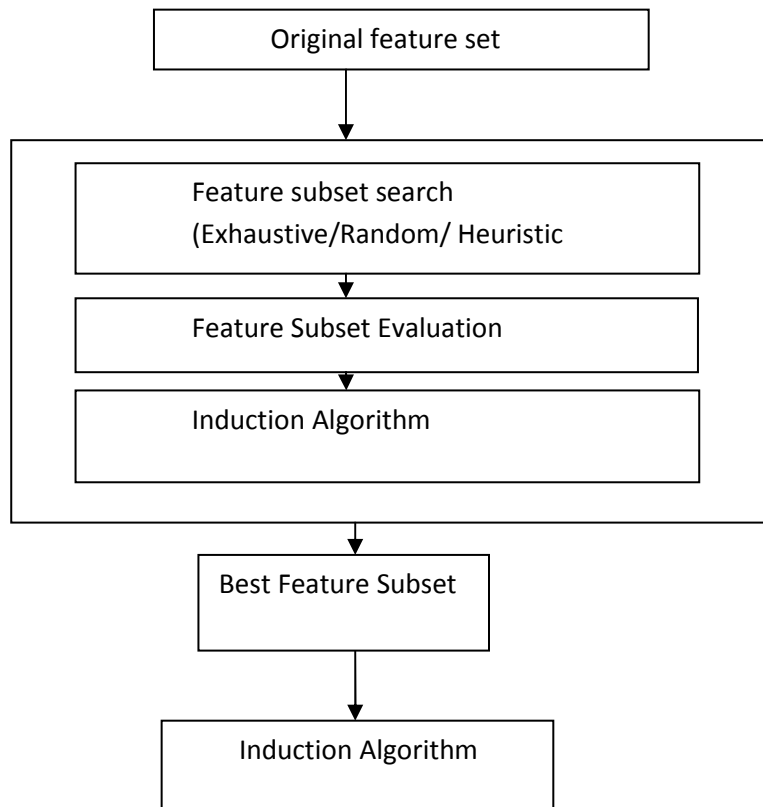 Original feature set
Feature subset search
(Exhaustive/Random/ Heuristic
Feature Subset Evaluation
Induction Algorithm
Best Feature Subset
Induction Algorithm